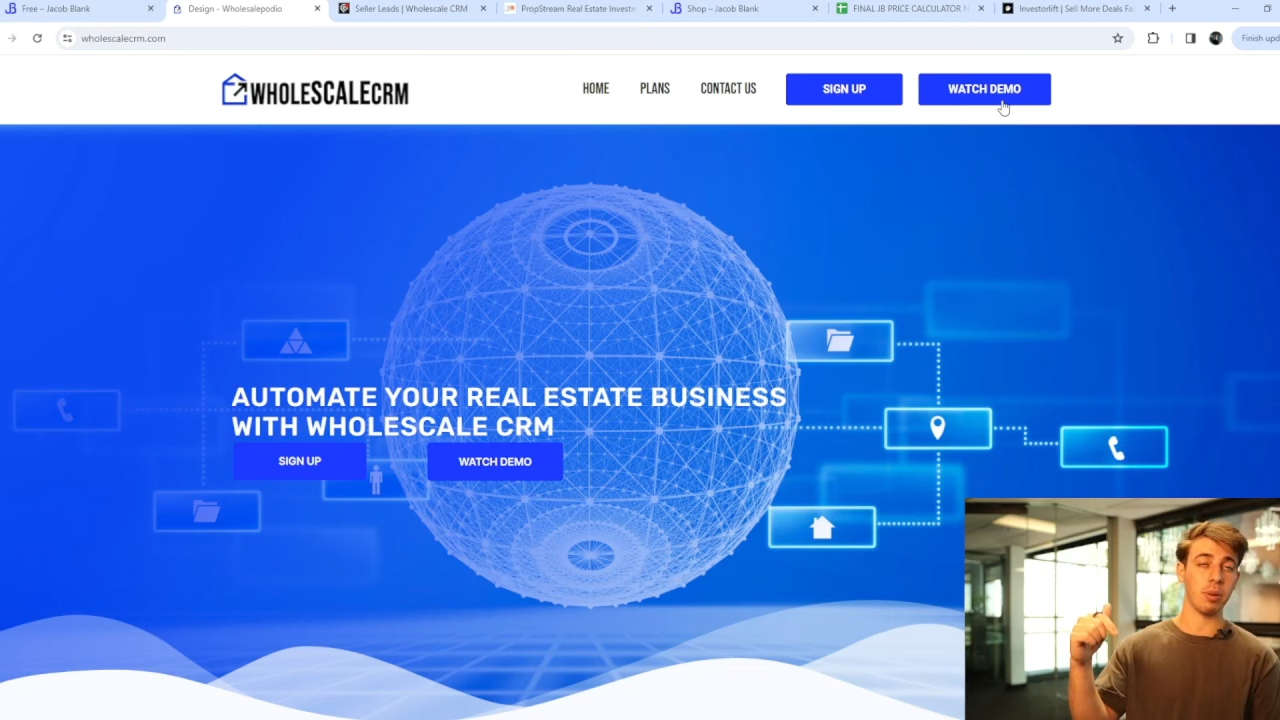 Free – Jacob Blank
Design - Wholesalepodio
Seller Leads | Wholescale CRM
PropStream Real Estate Investm
Shop – Jacob Blank
FINAL JB PRICE CALCULATOR N
Investorlift | Sell More Deals Fas
wholescalecrm.com
Finish upd
WHOLESCALECRM
HOME
PLANS
CONTACT US
SIGN UP
WATCH DEMO
AUTOMATE YOUR REAL ESTATE BUSINESS
WITH WHOLESCALE CRM
SIGN UP
WATCH DEMO